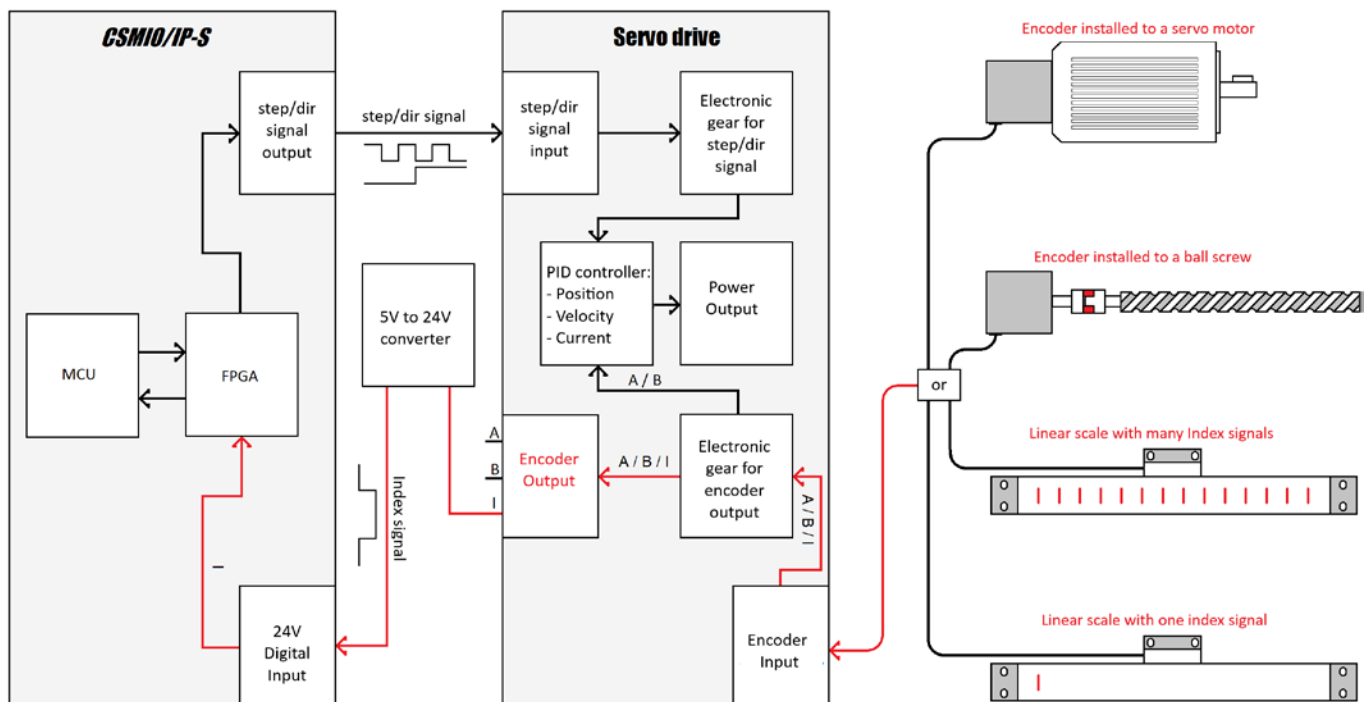 CSMIO/IP-S
step/dir
signal
output
MCU
FPGA
24V
Digital
Input
I
step/dir signal
5V to 24V
converter
Index signal
Servo drive
step/dir
signal
input
Electronic
gear for
step/dir
signal
PID controller:
- Position
- Velocity
- Current
Power
Output
A / B
A
B
I
Encoder
Output
A / B / I
Electronic
gear for
encoder
output
A / B / I
Encoder
Input
Encoder installed to a servo motor
Encoder installed to a ball screw
or
Linear scale with many Index signals
Linear scale with one index signal